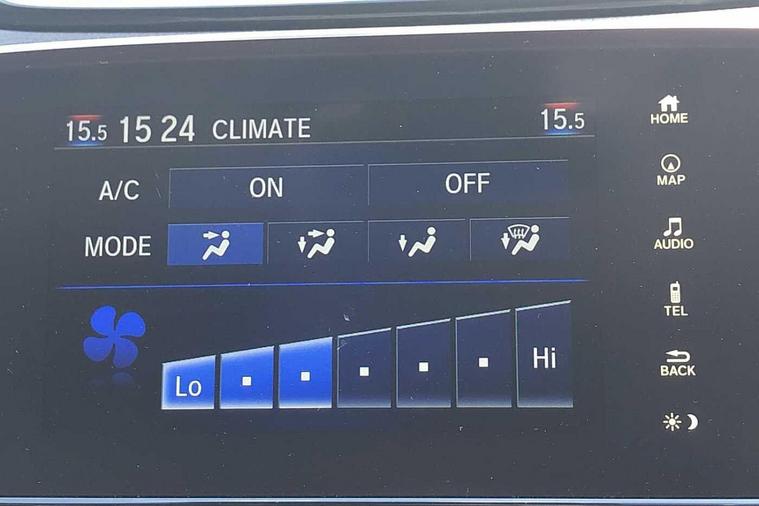 15.5 15 24 CLIMATE 15.5
A/C ON OFF
MODE
Lo Hi
HOME
MAP
AUDIO
TEL
BACK